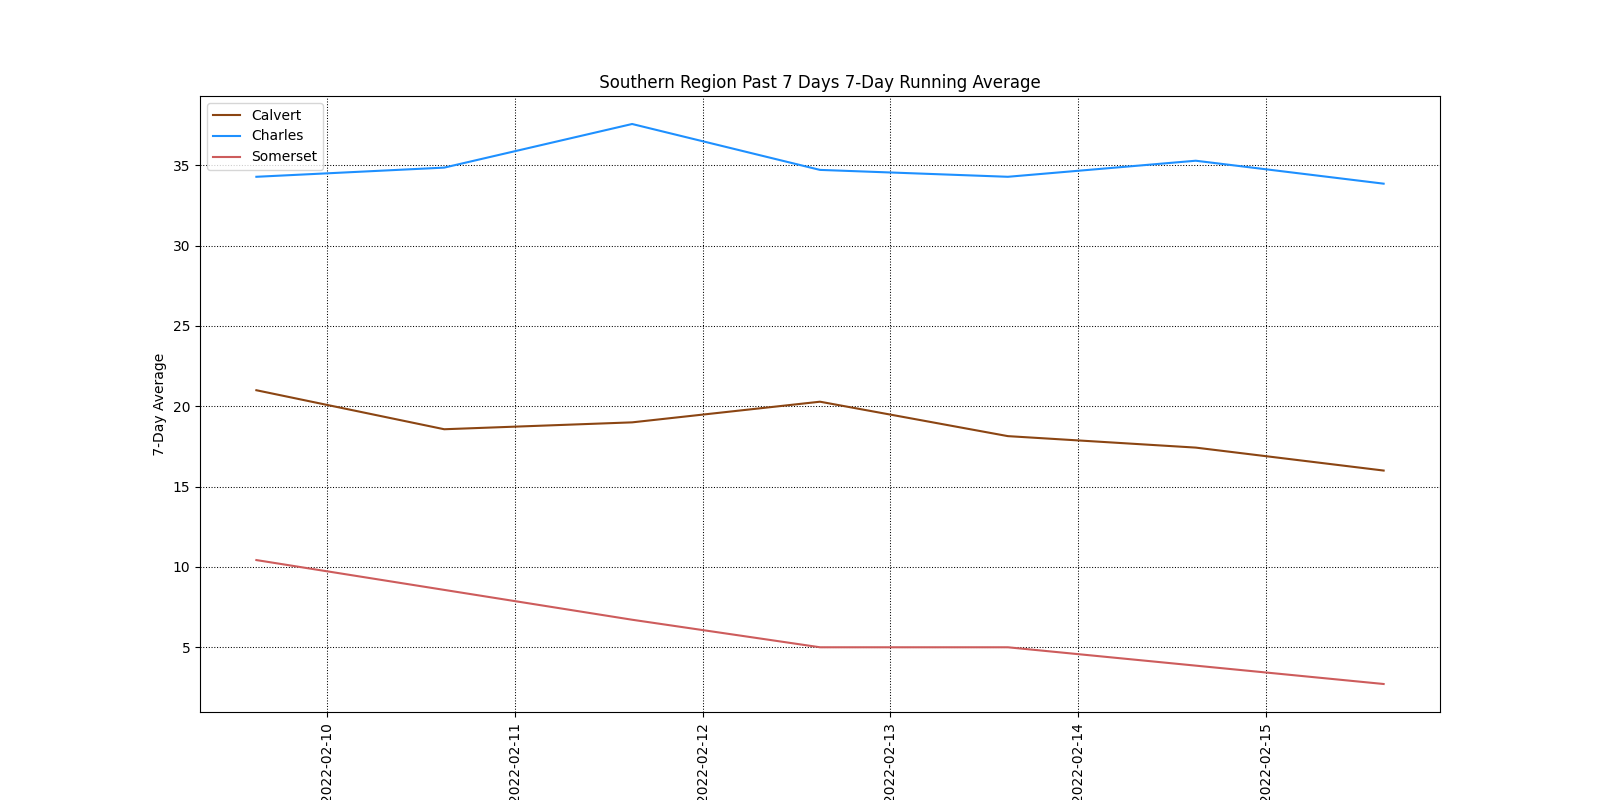 Southern Region Past 7 Days 7-Day Running Average
Calvert
Charles
Somerset
35
30
25
20
15
10
5
7-Day Average
2022-02-10
2022-02-11
2022-02-12
2022-02-13
2022-02-14
2022-02-15